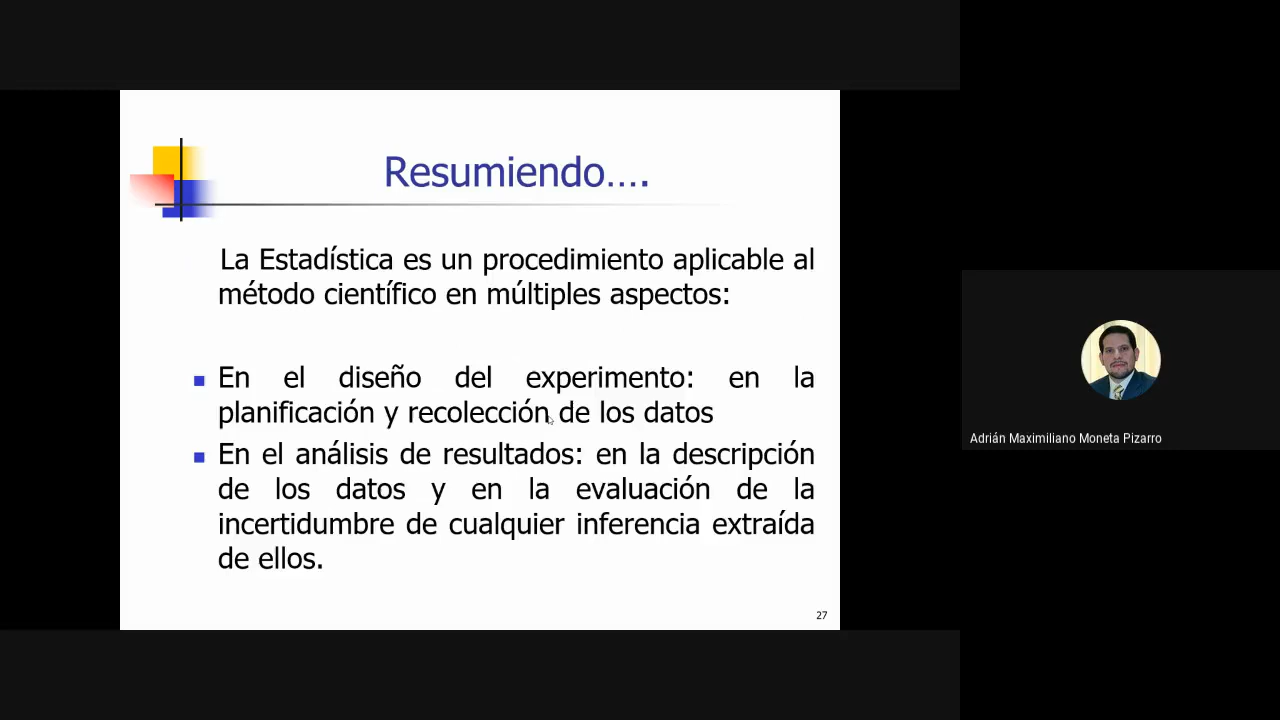 Resumiendo....
La Estadística es un procedimiento aplicable al
método científico en múltiples aspectos:
En el diseño del experimento: en la
planificación y recolección de los datos
En el análisis de resultados: en la descripción
de los datos y en la evaluación de la
incertidumbre de cualquier inferencia extraída
de ellos.
27
Adrián Maximiliano Moneta Pizarro